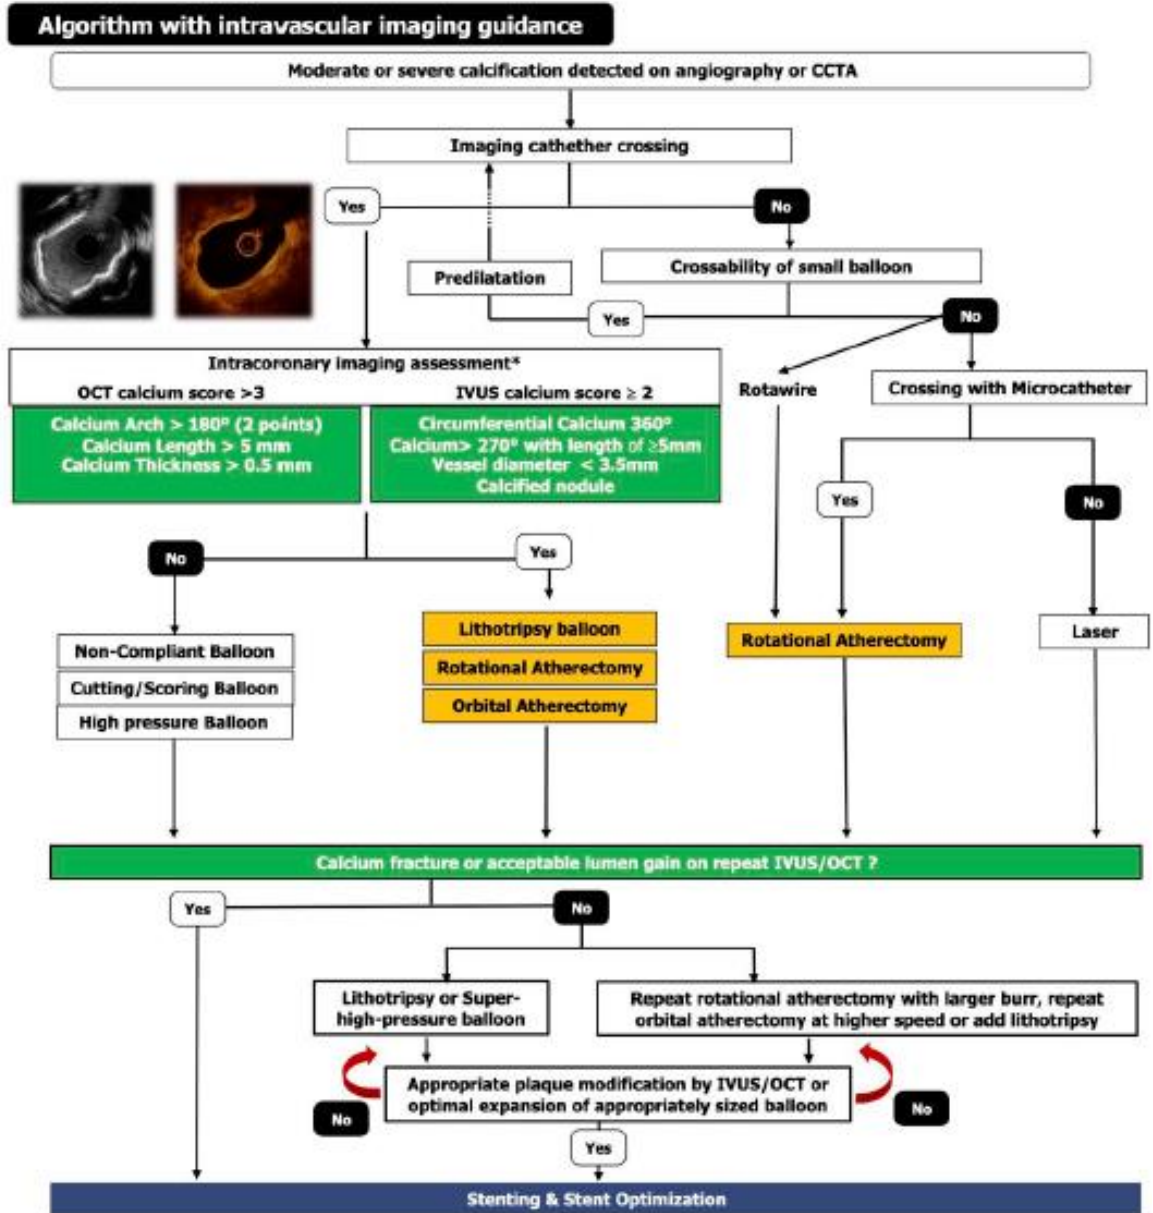 Algorithm with intravascular imaging guidance
Moderate or severe calcification detected on angiography or CCTA
Imaging cathether crossing
Yes
No
Crossability of small balloon
Predilatation
Yes
No
Intracoronary imaging assessment*
OCT calcium score >3
IVUS calcium score ≥ 2
Rotawire
Crossing with Microcatheter
Calcium Arch > 180° (2 points)
Calcium Length > 5 mm
Calcium Thickness > 0.5 mm
Circumferential Calcium 360°
Calcium> 270° with length of ≥5mm
Vessel diameter < 3.5mm
Calcified nodule
Yes
No
No
Yes
Non-Compliant Balloon
Cutting/Scoring Balloon
High pressure Balloon
Lithotripsy balloon
Rotational Atherectomy
Orbital Atherectomy
Rotational Atherectomy
Laser
Calcium fracture or acceptable lumen gain on repeat IVUS/OCT ?
Yes
No
Lithotripsy or Super-
high-pressure balloon
Repeat rotational atherectomy with larger burr, repeat
orbital atherectomy at higher speed or add lithotripsy
Appropriate plaque modification by IVUS/OCT or
optimal expansion of appropriately sized balloon
No
No
Yes
Stenting & Stent Optimization